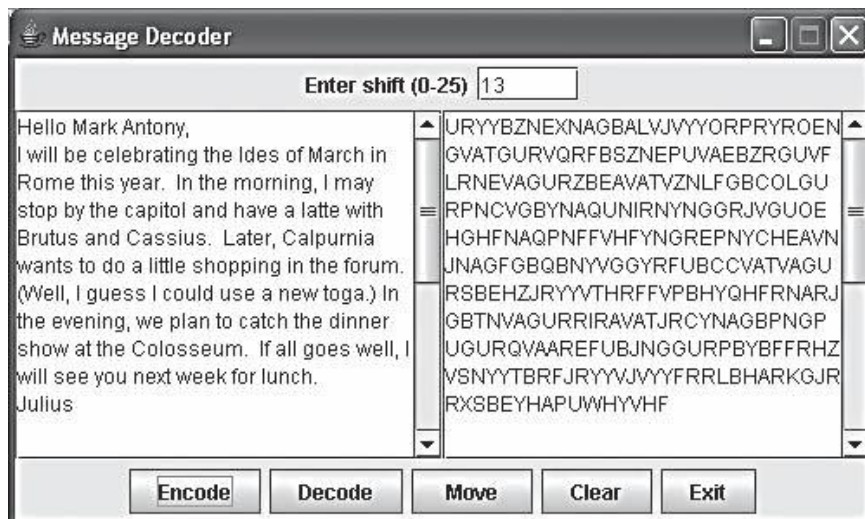 Message Decoder
Enter shift (0-25) 13
Hello Mark Antony,
I will be celebrating the Ides of March in
Rome this year.  In the morning, I may
stop by the capitol and have a latte with
Brutus and Cassius.  Later, Calpurnia
wants to do a little shopping in the forum.
(Well, I guess I could use a new toga.) In
the evening, we plan to catch the dinner
show at the Colosseum.  If all goes well, I
will see you next week for lunch.
Julius
URYYBZNEXNAGBALVJVYYORPRYROEN
GVATGURVQRFBSZNEPUVAEBZRGUVF
LRNEVAGURZBEAVATVZNLFGBCOLGU
RPNCVGBYNAQUNIRNYNGGRJVGUOE
HGHFNAQPNFFVHFYNGREPNYCHEAVN
JNAGFGBQBNYVGGYRFUBCCVATVAGU
RSBEHZJRYYVTHRFFVPBHYQHFRNARJ
GBTNVAGURRIRAVATJRCYNAGBPNGP
UGURQVAAREFUBJNGGURPBYBFFRHZ
VSNYYTBRFJRYYVJVYYFRRLBHARKGJR
RXSBEYHAPUWHYVHF
Encode Decode Move Clear Exit